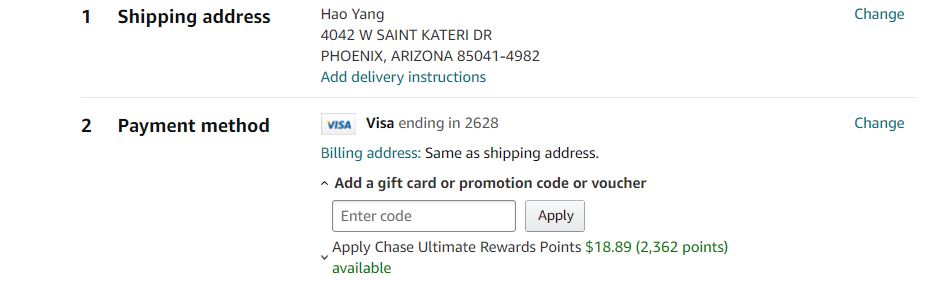 1 Shipping address Hao Yang Change
4042 W SAINT KATERI DR
PHOENIX, ARIZONA 85041-4982
Add delivery instructions
2 Payment method VISA Visa ending in 2628 Change
Billing address: Same as shipping address.
Add a gift card or promotion code or voucher
Enter code Apply
Apply Chase Ultimate Rewards Points $18.89 (2,362 points)
available